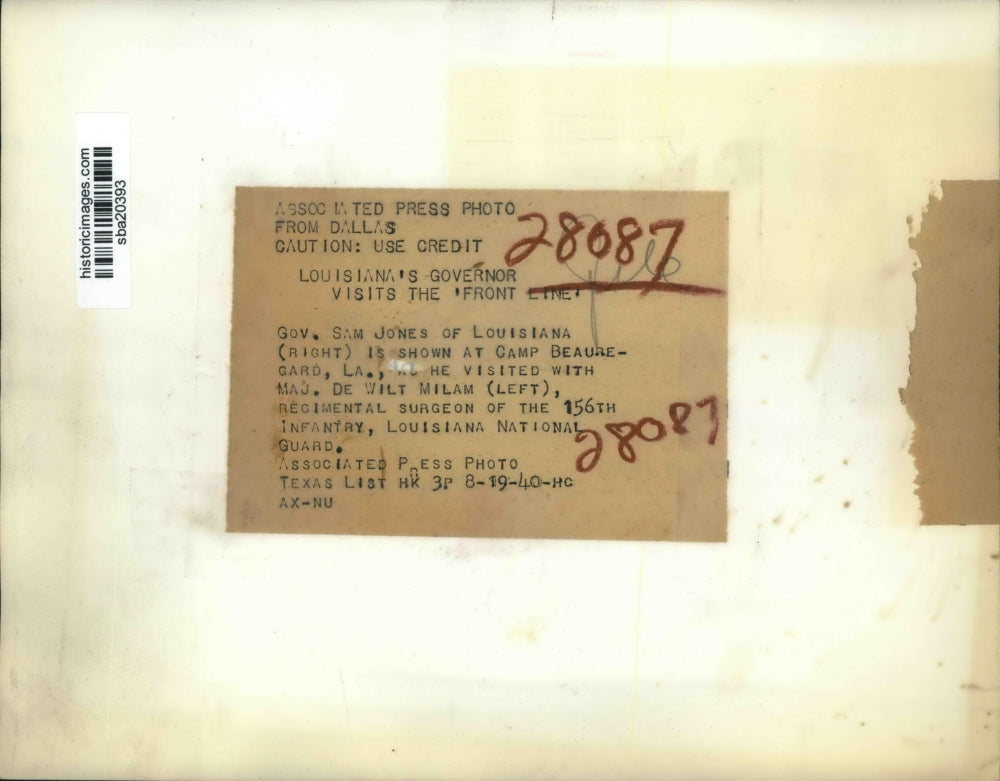 historicimages.com
sba20393
ASSOCIATED PRESS PHOTO
FROM DALLAS
CAUTION: USE CREDIT
28087
LOUISIANA'S GOVERNOR
VISITS THE 'FRONT LINE'
GOV. SAM JONES OF LOUISIANA
(RIGHT) IS SHOWN AT CAMP BEAURE-
GARD, LA., AS HE VISITED WITH
MAJ. DE WILT MILAM (LEFT),
REGIMENTAL SURGEON OF THE 156TH
INFANTRY, LOUISIANA NATIONAL
GUARD.
28087
ASSOCIATED PRESS PHOTO
TEXAS LIST HK 3P 8-19-40-HC
AX-NU